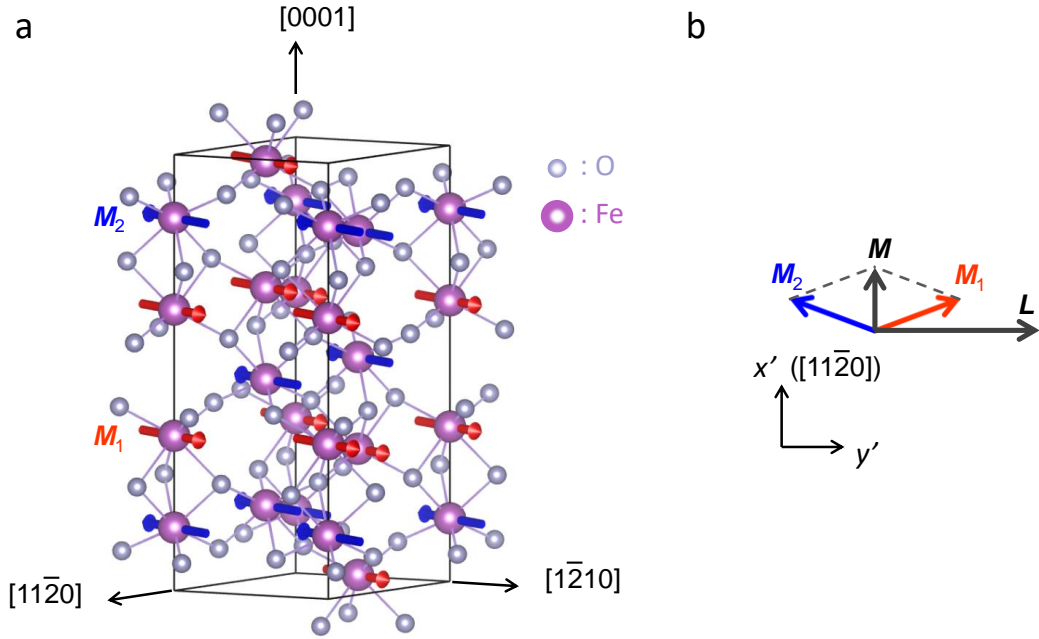 a
[0001]
: O
: Fe
M₂
M₁
[112̅0]
[12̅10]
b
M
M₂
M₁
L
x' ([112̅0])
y'